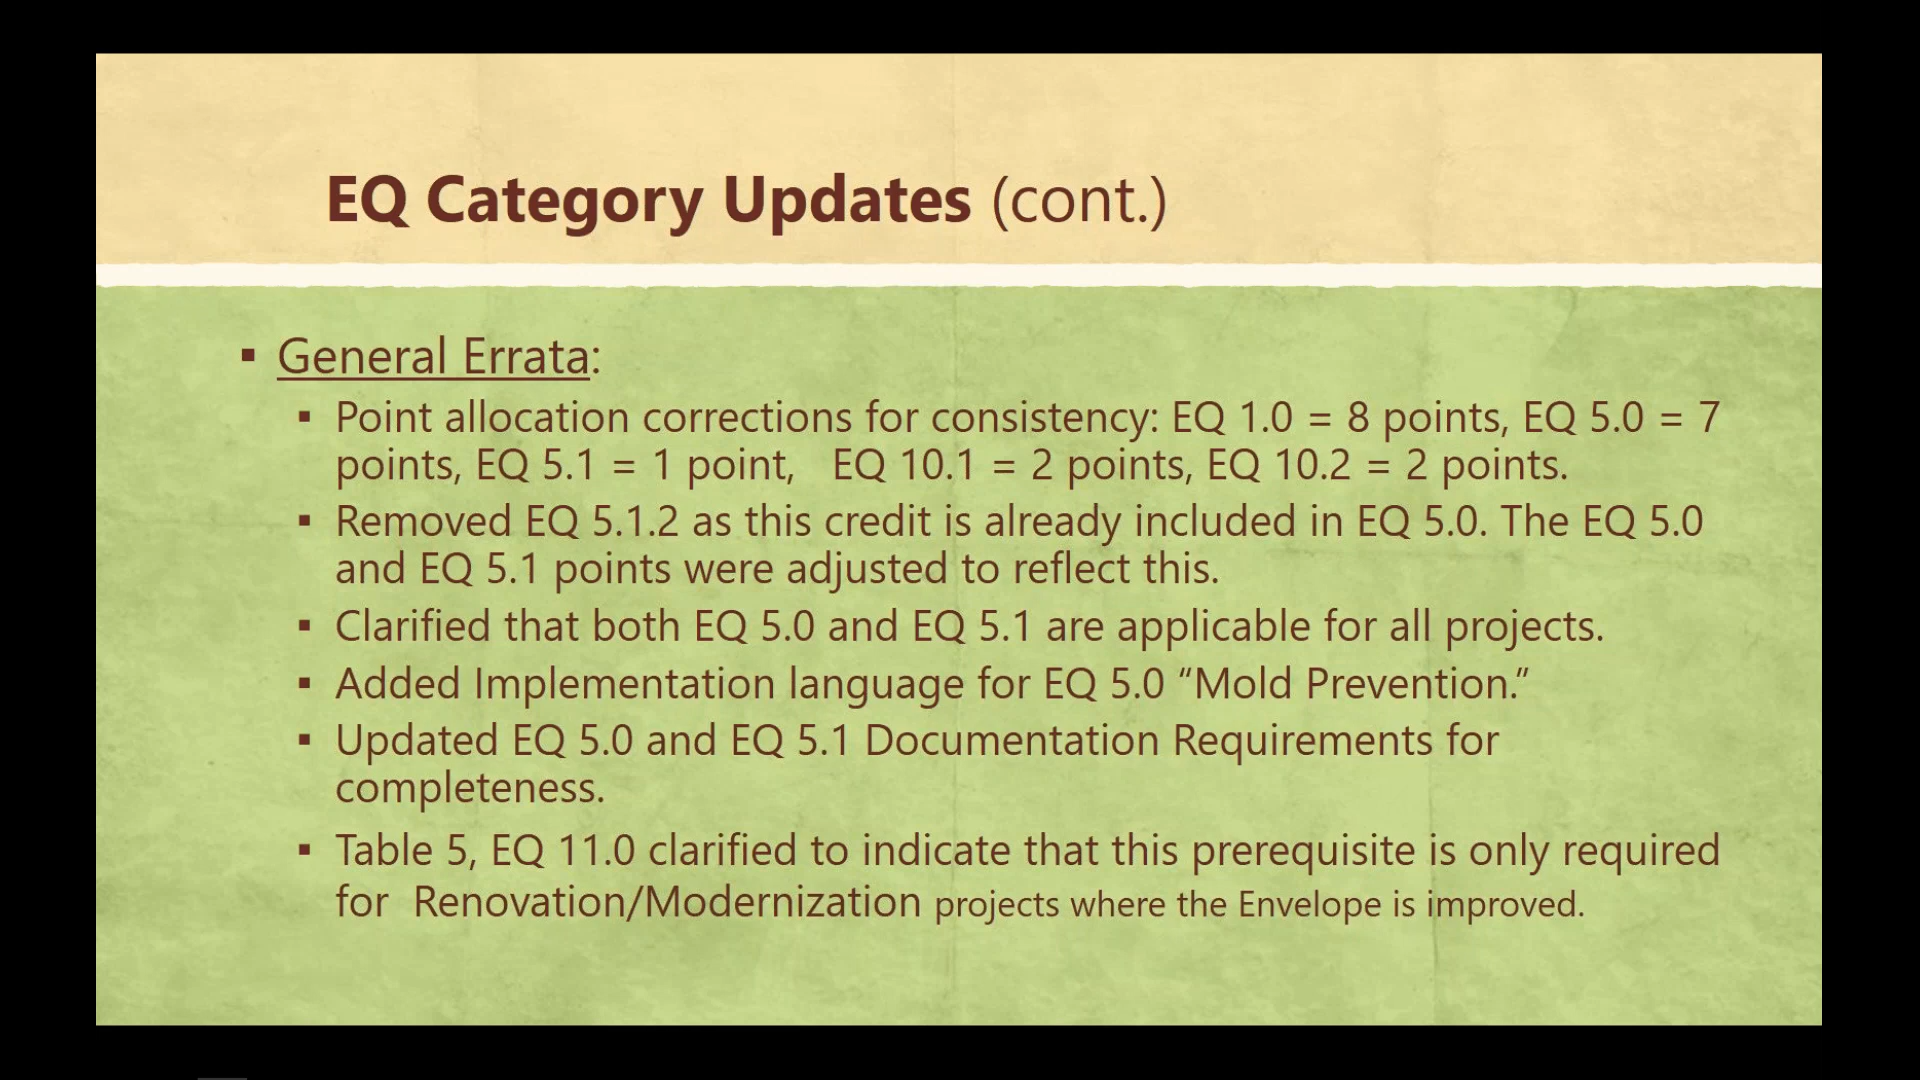 EQ Category Updates (cont.)
▪ General Errata:
▪ Point allocation corrections for consistency: EQ 1.0 = 8 points, EQ 5.0 = 7
points, EQ 5.1 = 1 point,   EQ 10.1 = 2 points, EQ 10.2 = 2 points.
▪ Removed EQ 5.1.2 as this credit is already included in EQ 5.0. The EQ 5.0
and EQ 5.1 points were adjusted to reflect this.
▪ Clarified that both EQ 5.0 and EQ 5.1 are applicable for all projects.
▪ Added Implementation language for EQ 5.0 “Mold Prevention.”
▪ Updated EQ 5.0 and EQ 5.1 Documentation Requirements for
completeness.
▪ Table 5, EQ 11.0 clarified to indicate that this prerequisite is only required
for  Renovation/Modernization projects where the Envelope is improved.